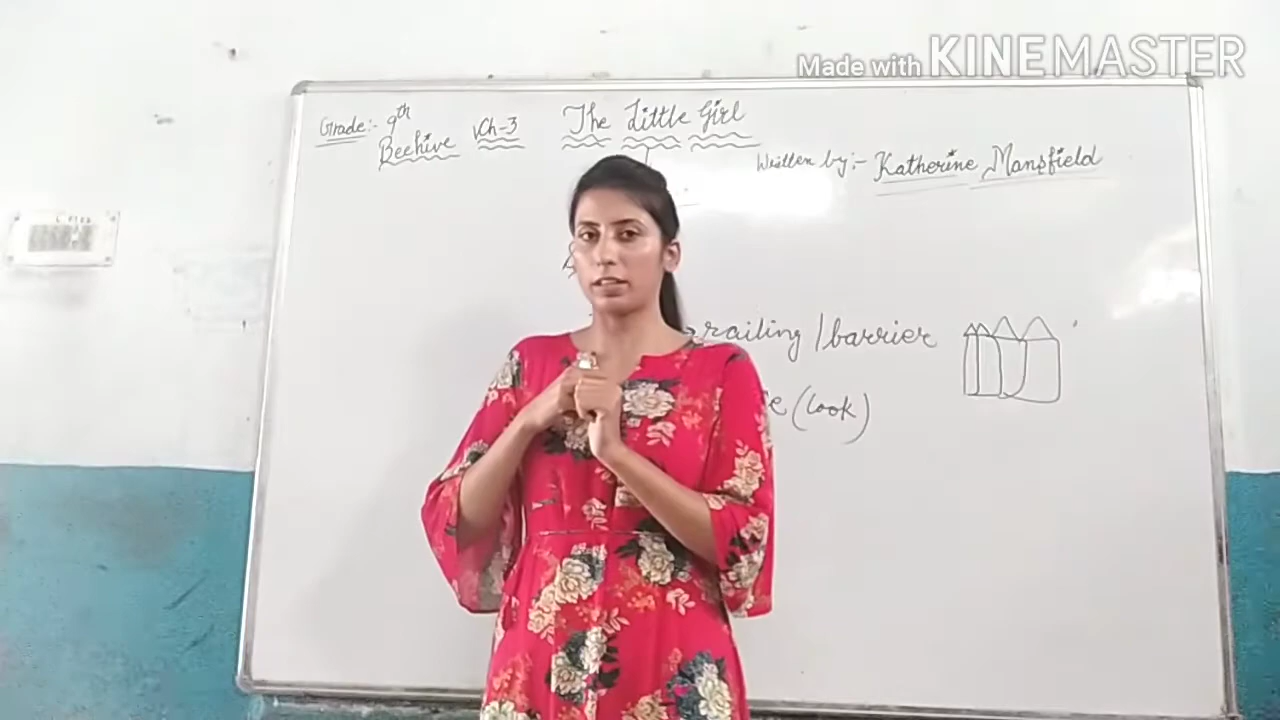 Made with KINEMASTER
Grade:- 9th
Beehive Ch-3 The Little Girl
Written by:- Katherine Mansfield
railing/barrier
(look)